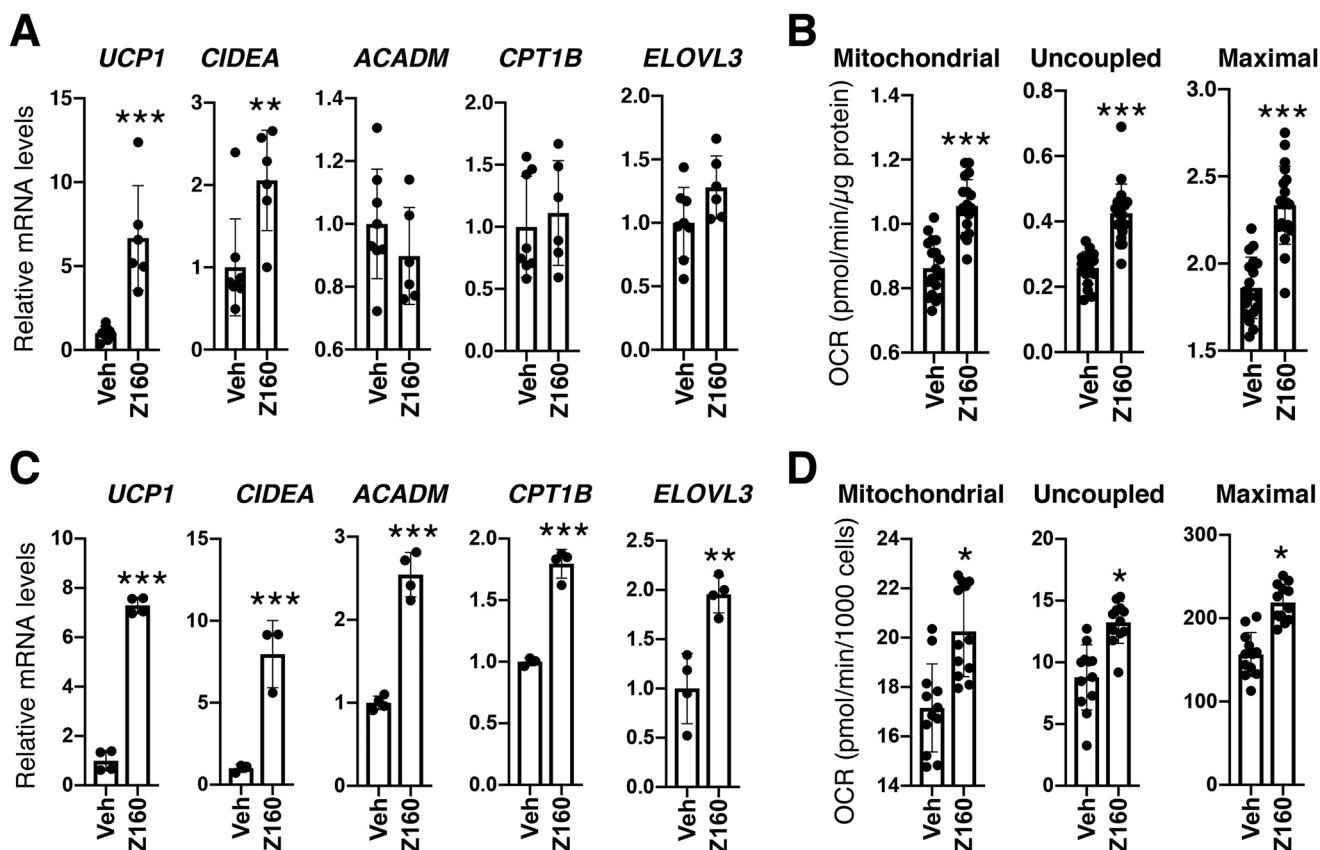 A
UCP1 CIDEA ACADM CPT1B ELOVL3
Relative mRNA levels
15
10
5
0
***
Veh
Z160
3
2
1
0
**
Veh
Z160
1.4
1.2
1.0
0.8
0.6
Veh
Z160
2.0
1.5
1.0
0.5
0.0
Veh
Z160
2.0
1.5
1.0
0.5
0.0
Veh
Z160
B
Mitochondrial Uncoupled Maximal
OCR (pmol/min/µg protein)
1.4
1.2
1.0
0.8
0.6
***
Veh
Z160
0.8
0.6
0.4
0.2
0.0
***
Veh
Z160
3.0
2.5
2.0
1.5
***
Veh
Z160
C
UCP1 CIDEA ACADM CPT1B ELOVL3
Relative mRNA levels
10
8
6
4
2
0
***
Veh
Z160
15
10
5
0
***
Veh
Z160
3
2
1
0
***
Veh
Z160
2.0
1.5
1.0
0.5
0.0
***
Veh
Z160
2.5
2.0
1.5
1.0
0.5
0.0
**
Veh
Z160
D
Mitochondrial Uncoupled Maximal
OCR (pmol/min/1000 cells)
24
22
20
18
16
14
*
Veh
Z160
20
15
10
5
0
*
Veh
Z160
300
200
100
0
*
Veh
Z160